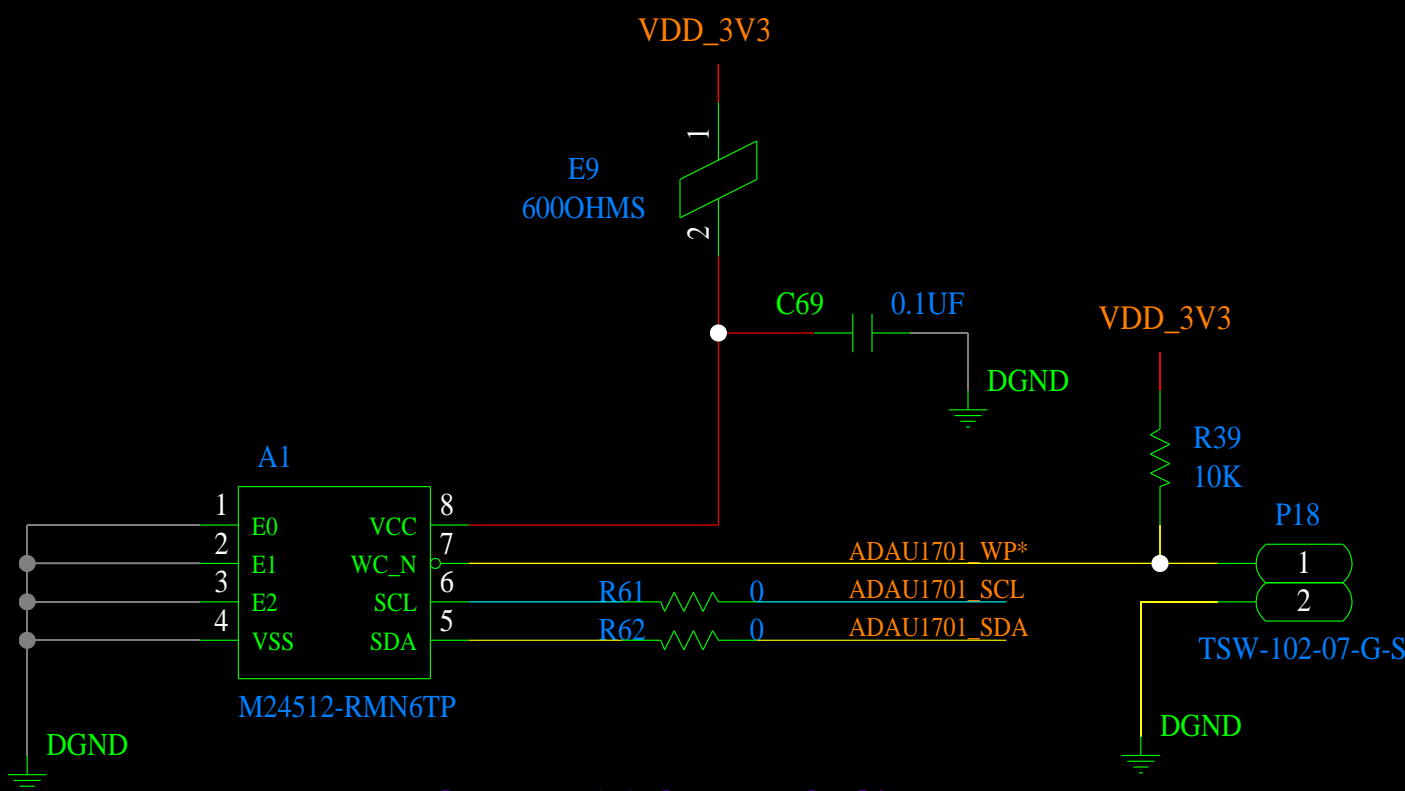 VDD_3V3
1
E9
600OHMS
2
C69 0.1UF
VDD_3V3
DGND
R39
10K
A1
P18
1 E0 VCC 8
2 E1 WC_N 7 ADAU1701_WP* 1
3 E2 SCL 6 R61 0 ADAU1701_SCL 2
4 VSS SDA 5 R62 0 ADAU1701_SDA
TSW-102-07-G-S
M24512-RMN6TP
DGND
DGND